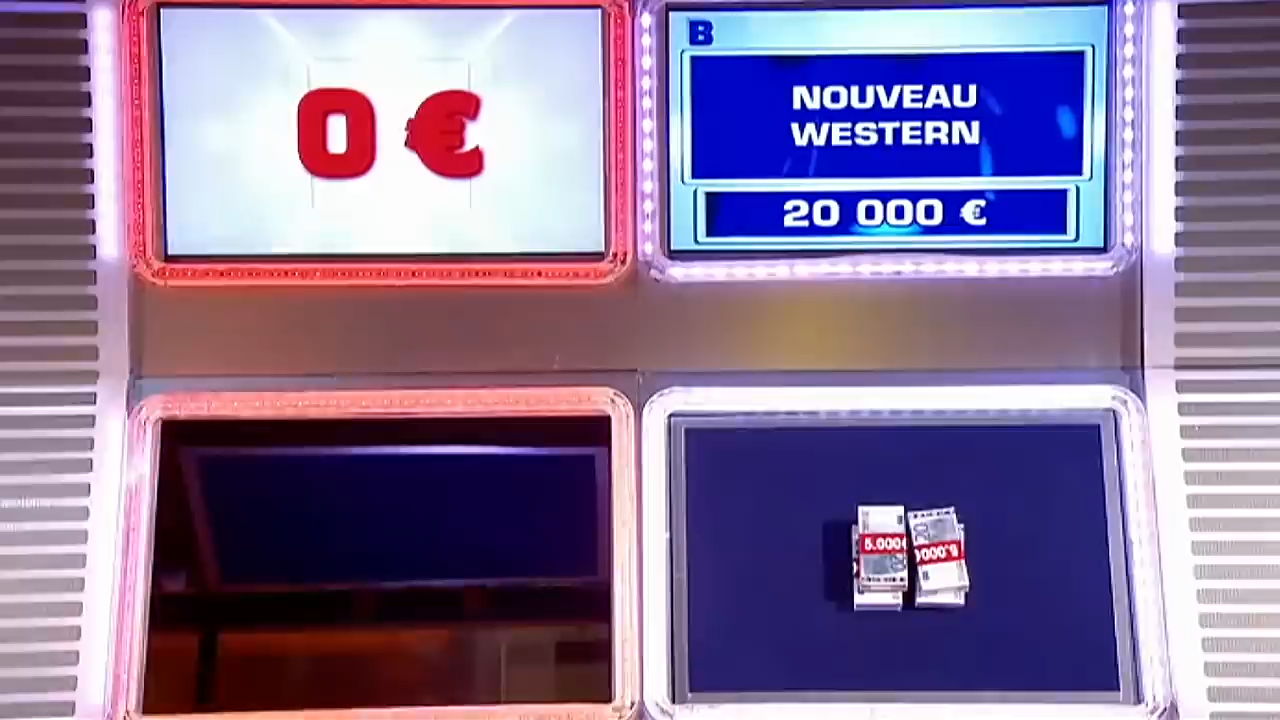 0 €
B
NOUVEAU
WESTERN
20 000 €
5.000€
5.000€